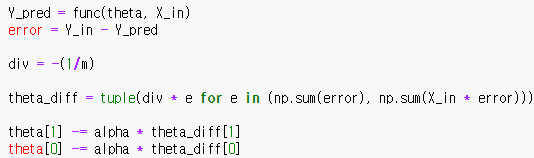 Y_pred = func(theta, X_in)
error = Y_in - Y_pred
div = -(1/m)
theta_diff = tuple(div * e for e in (np.sum(error), np.sum(X_in * error)))
theta[1] -= alpha * theta_diff[1]
theta[0] -= alpha * theta_diff[0]